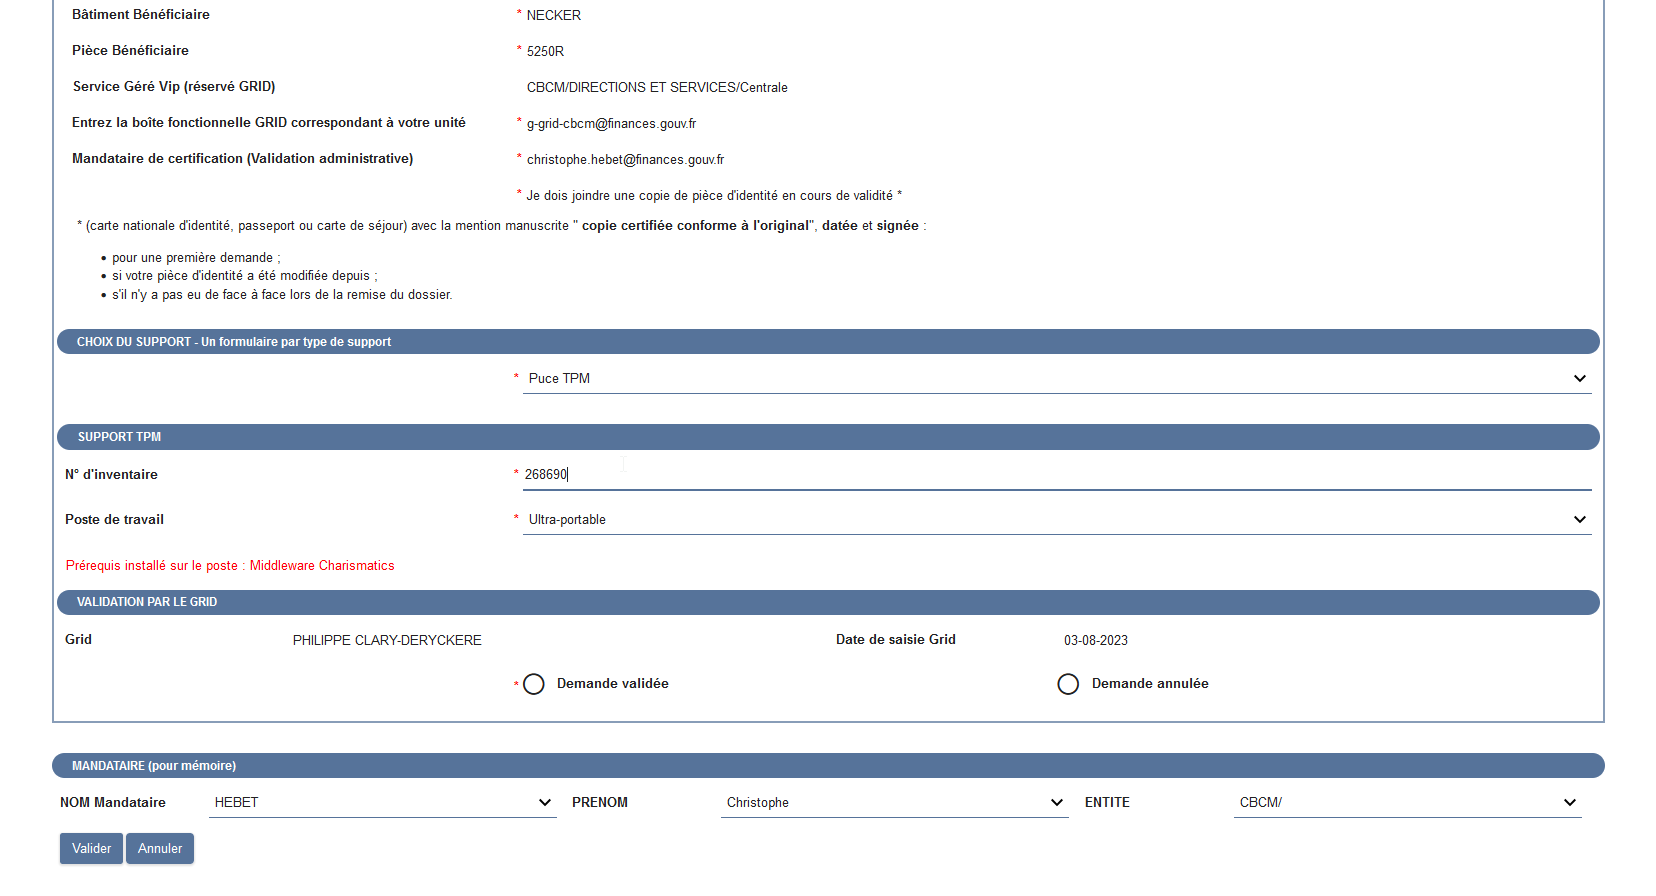 Bâtiment Bénéficiaire * NECKER
Pièce Bénéficiaire * 5250R
Service Géré Vip (réservé GRID) CBCM/DIRECTIONS ET SERVICES/Centrale
Entrez la boîte fonctionnelle GRID correspondant à votre unité * g-grid-cbcm@finances.gouv.fr
Mandataire de certification (Validation administrative) * christophe.hebet@finances.gouv.fr
* Je dois joindre une copie de pièce d'identité en cours de validité *
* (carte nationale d'identité, passeport ou carte de séjour) avec la mention manuscrite " copie certifiée conforme à l'original", datée et signée :
• pour une première demande ;
• si votre pièce d'identité a été modifiée depuis ;
• s'il n'y a pas eu de face à face lors de la remise du dossier.
CHOIX DU SUPPORT - Un formulaire par type de support
* Puce TPM
SUPPORT TPM
N° d'inventaire * 268690
Poste de travail * Ultra-portable
Prérequis installé sur le poste : Middleware Charismatics
VALIDATION PAR LE GRID
Grid PHILIPPE CLARY-DERYCKERE Date de saisie Grid 03-08-2023
* Demande validée Demande annulée
MANDATAIRE (pour mémoire)
NOM Mandataire HEBET PRENOM Christophe ENTITE CBCM/
Valider Annuler